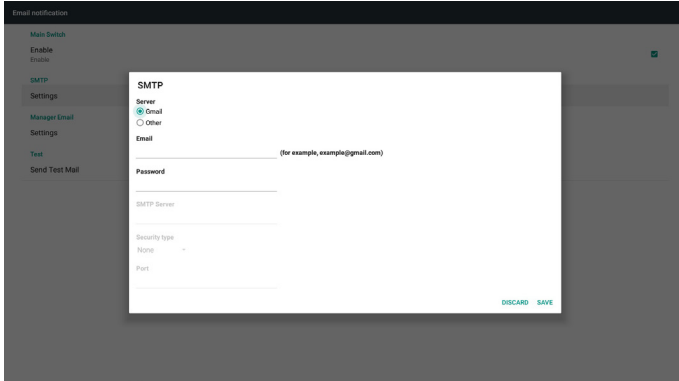 Email notification
Main Switch
Enable
Enable
SMTP
Settings
Manager Email
Settings
Test
Send Test Mail
SMTP
Server
Gmail
Other
Email
(for example, example@gmail.com)
Password
SMTP Server
Security type
None
Port
DISCARD SAVE